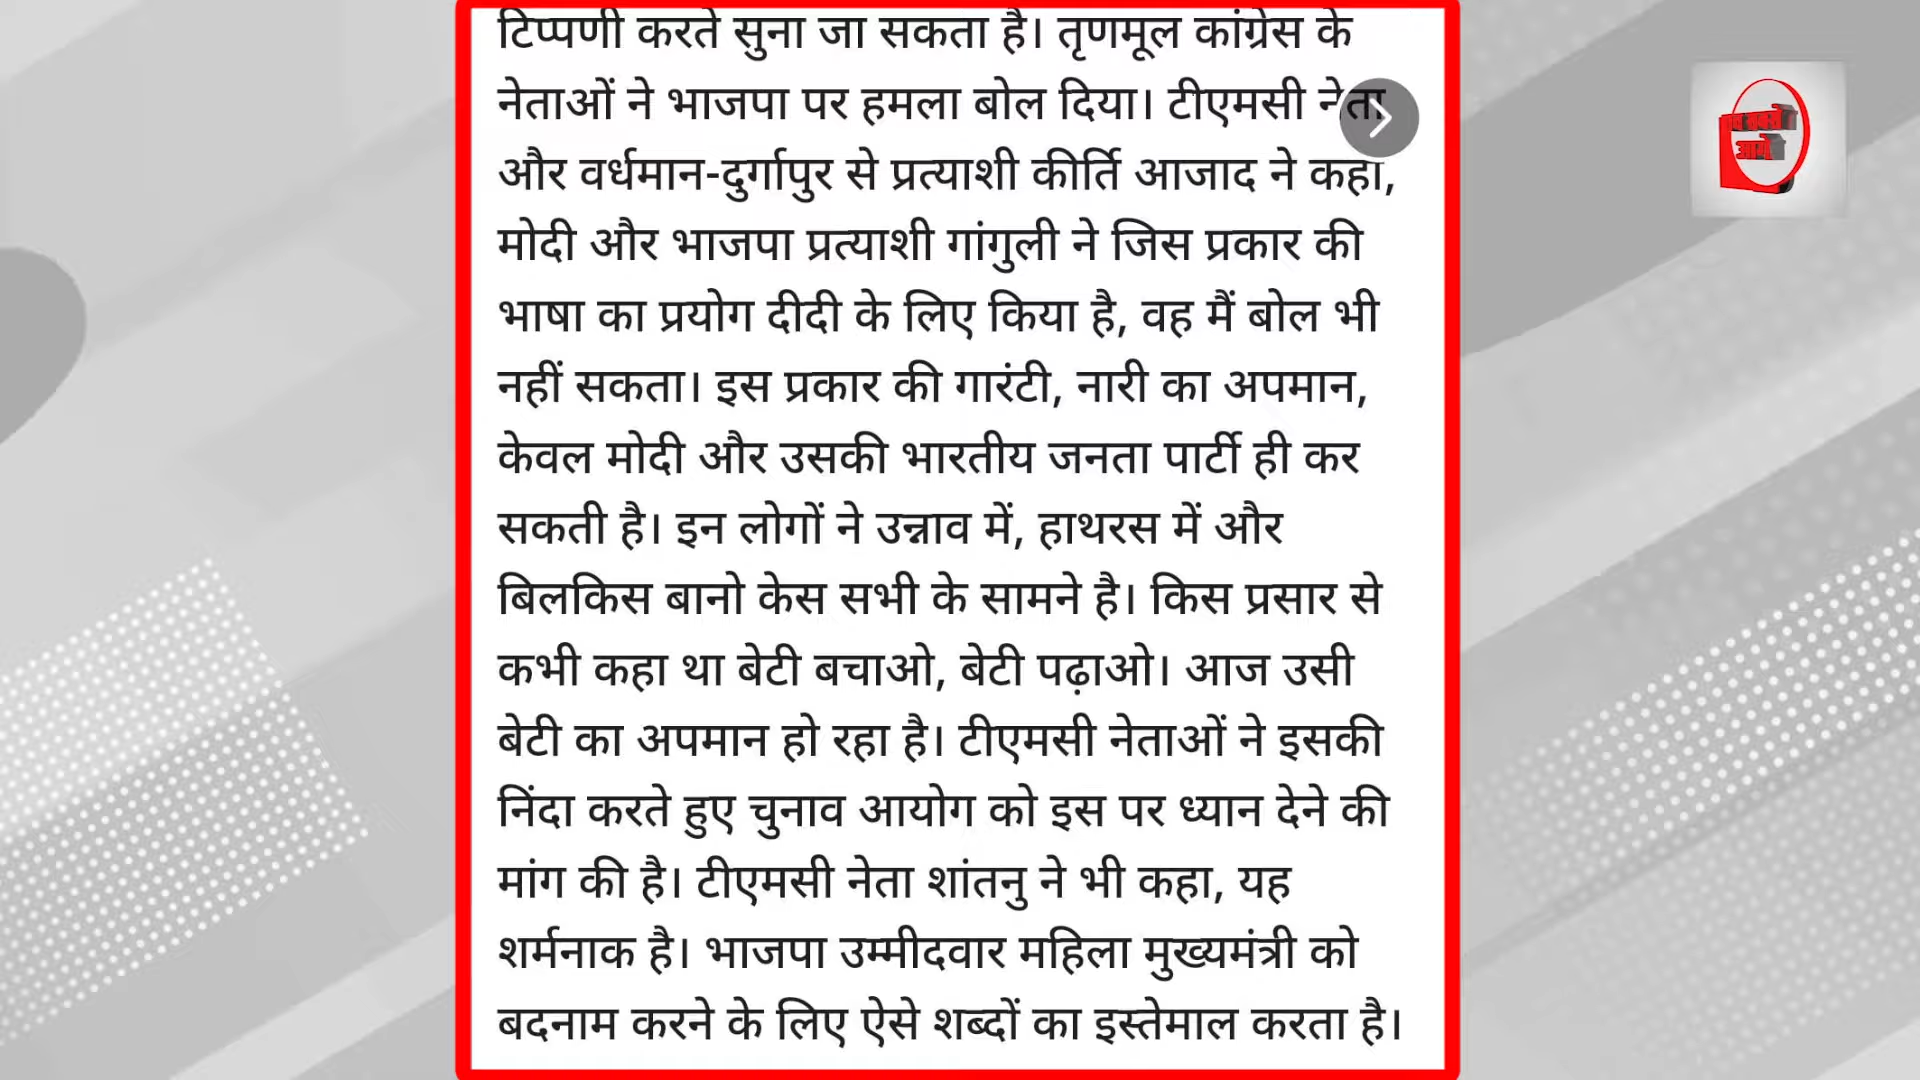 टिप्पणी करते सुना जा सकता है। तृणमूल कांग्रेस के
नेताओं ने भाजपा पर हमला बोल दिया। टीएमसी नेता
और वर्धमान-दुर्गापुर से प्रत्याशी कीर्ति आजाद ने कहा,
मोदी और भाजपा प्रत्याशी गांगुली ने जिस प्रकार की
भाषा का प्रयोग दीदी के लिए किया है, वह मैं बोल भी
नहीं सकता। इस प्रकार की गारंटी, नारी का अपमान,
केवल मोदी और उसकी भारतीय जनता पार्टी ही कर
सकती है। इन लोगों ने उन्नाव में, हाथरस में और
बिलकिस बानो केस सभी के सामने है। किस प्रसार से
कभी कहा था बेटी बचाओ, बेटी पढ़ाओ। आज उसी
बेटी का अपमान हो रहा है। टीएमसी नेताओं ने इसकी
निंदा करते हुए चुनाव आयोग को इस पर ध्यान देने की
मांग की है। टीएमसी नेता शांतनु ने भी कहा, यह
शर्मनाक है। भाजपा उम्मीदवार महिला मुख्यमंत्री को
बदनाम करने के लिए ऐसे शब्दों का इस्तेमाल करता है।
आगे